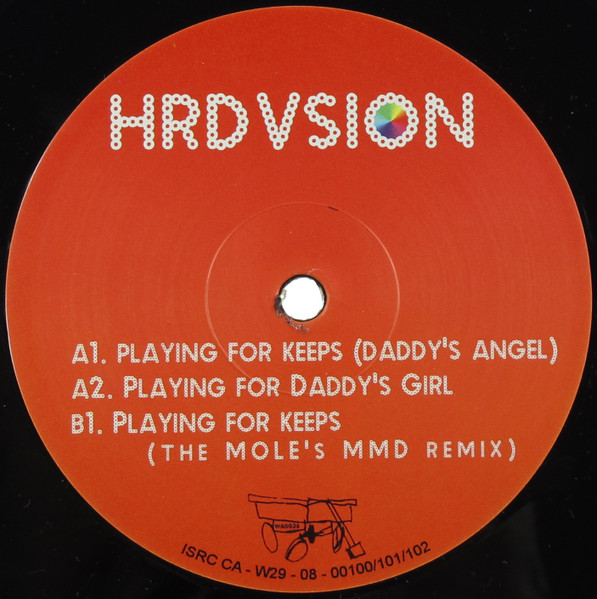 HRDVSION
A1. PLAYING FOR KEEPS (DADDY'S ANGEL)
A2. PLAYING FOR DADDY'S GIRL
B1. PLAYING FOR KEEPS
(THE MOLE'S MMD REMIX)
ISRC CA - W29 - 08 - 00100/101/102